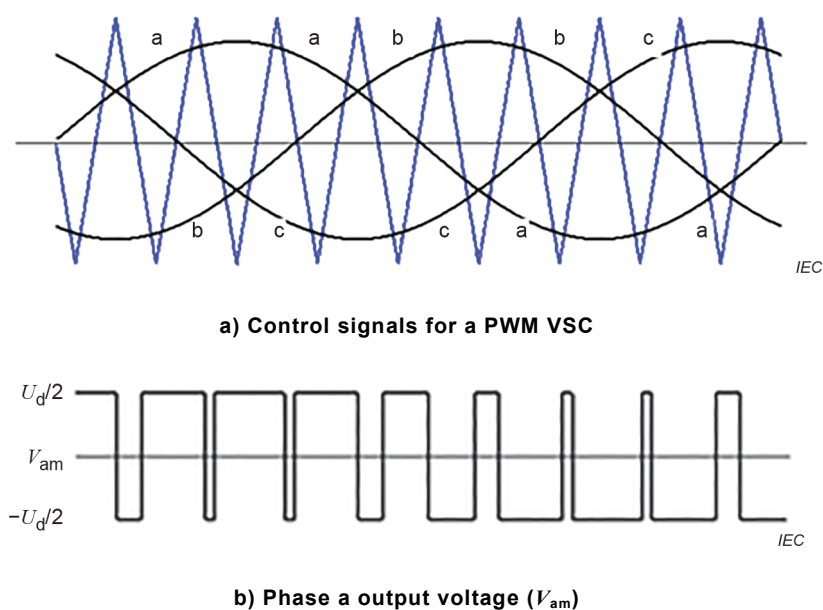 a a b b c
b c c a a
IEC
a) Control signals for a PWM VSC
Ud/2
Vam
−Ud/2
IEC
b) Phase a output voltage (Vam)